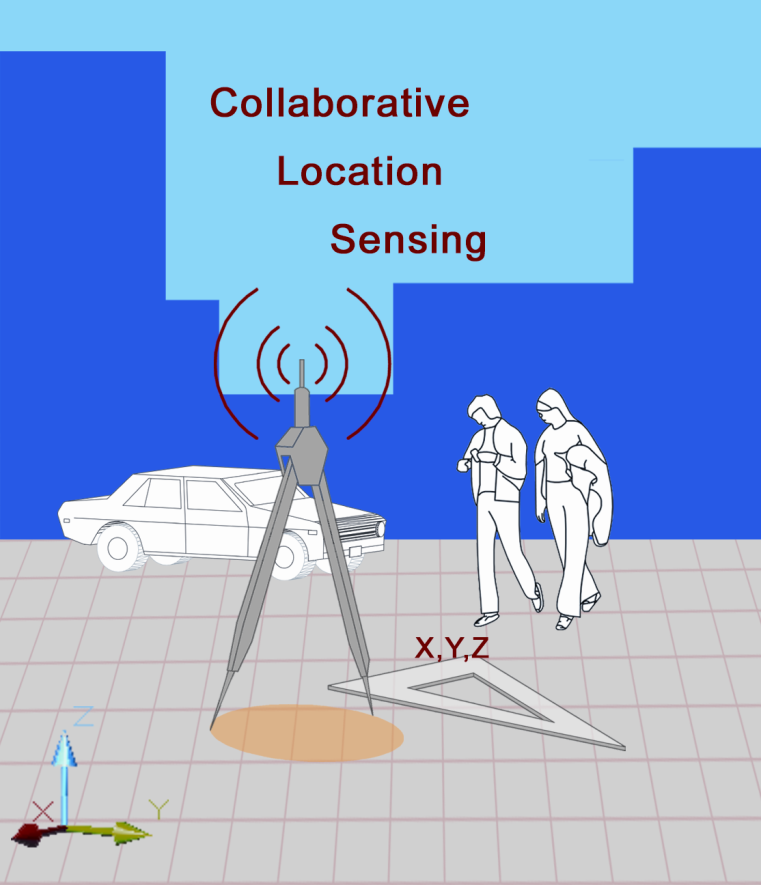 Collaborative
Location
Sensing
X,Y,Z
Z
X
Y